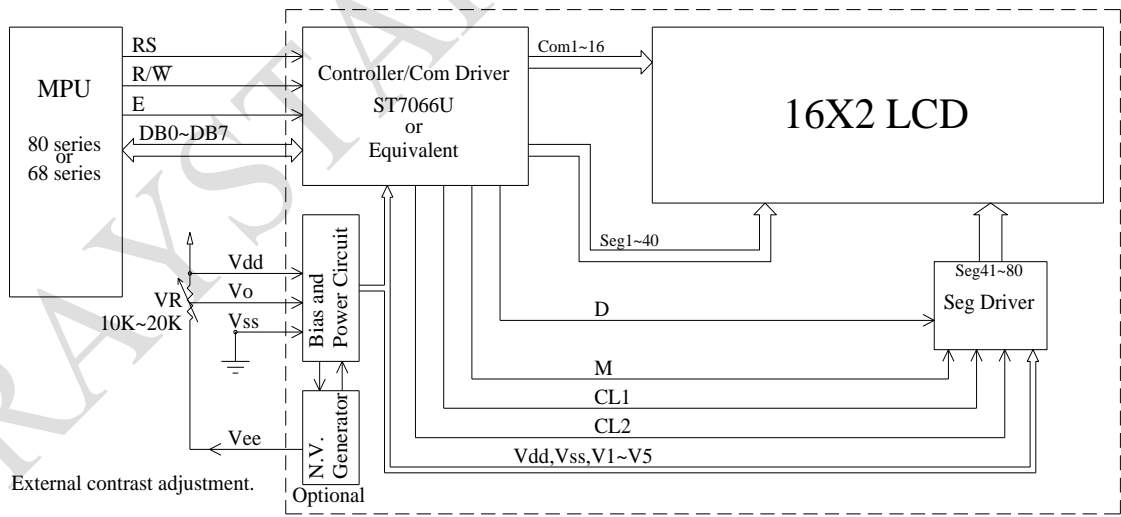 MPU
80 series
or
68 series
RS
R/W̅
E
DB0~DB7
Controller/Com Driver
ST7066U
or
Equivalent
Com1~16
16X2 LCD
Seg1~40
Seg41~80
Seg Driver
Vdd
Vo
Vss
VR
10K~20K
Bias and
Power Circuit
D
M
CL1
CL2
Vdd,Vss,V1~V5
Vee
N.V.
Generator
Optional
External contrast adjustment.
RAYSTA